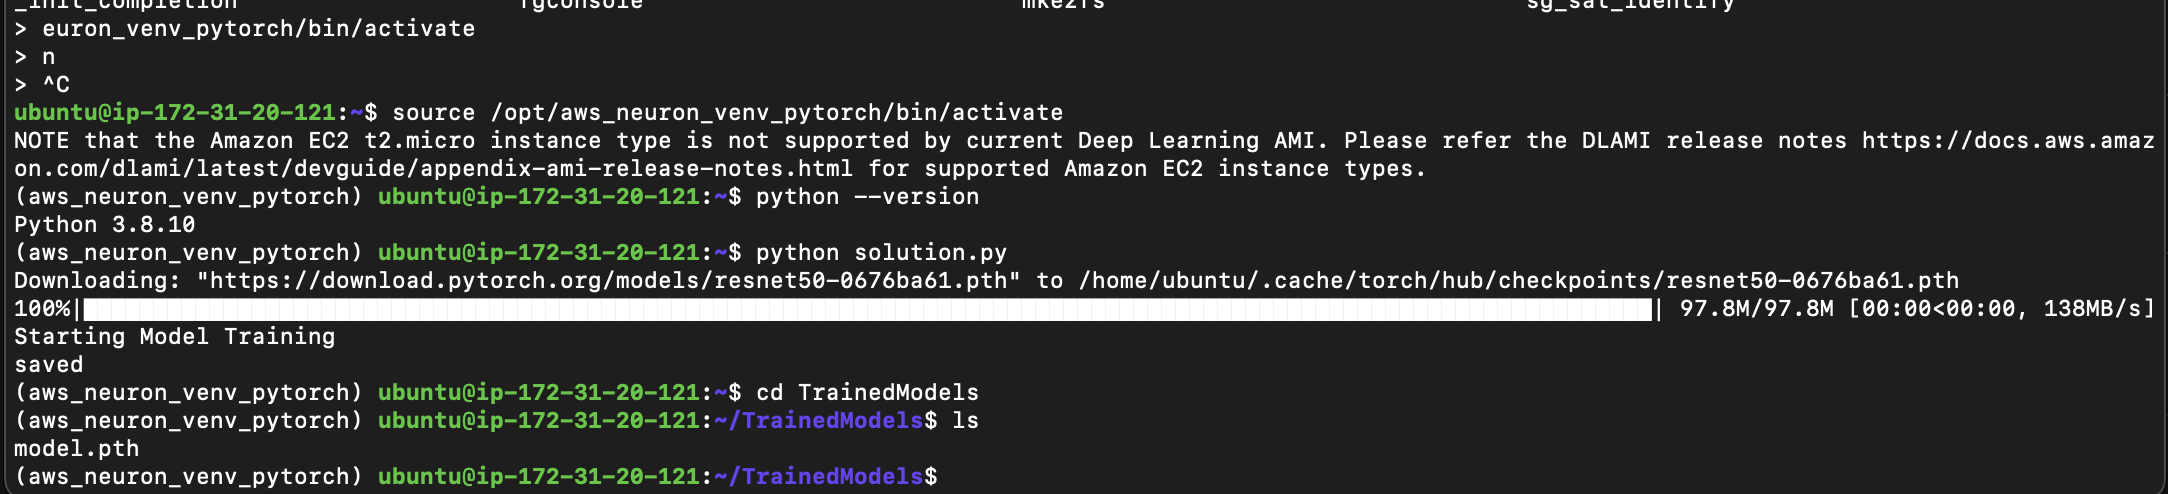 _init_completion fgconsole mke2fs sg_sat_identify
> euron_venv_pytorch/bin/activate
> n
> ^C
ubuntu@ip-172-31-20-121:~$ source /opt/aws_neuron_venv_pytorch/bin/activate
NOTE that the Amazon EC2 t2.micro instance type is not supported by current Deep Learning AMI. Please refer the DLAMI release notes https://docs.aws.amaz
on.com/dlami/latest/devguide/appendix-ami-release-notes.html for supported Amazon EC2 instance types.
(aws_neuron_venv_pytorch) ubuntu@ip-172-31-20-121:~$ python --version
Python 3.8.10
(aws_neuron_venv_pytorch) ubuntu@ip-172-31-20-121:~$ python solution.py
Downloading: "https://download.pytorch.org/models/resnet50-0676ba61.pth" to /home/ubuntu/.cache/torch/hub/checkpoints/resnet50-0676ba61.pth
100%| | 97.8M/97.8M [00:00<00:00, 138MB/s]
Starting Model Training
saved
(aws_neuron_venv_pytorch) ubuntu@ip-172-31-20-121:~$ cd TrainedModels
(aws_neuron_venv_pytorch) ubuntu@ip-172-31-20-121:~/TrainedModels$ ls
model.pth
(aws_neuron_venv_pytorch) ubuntu@ip-172-31-20-121:~/TrainedModels$